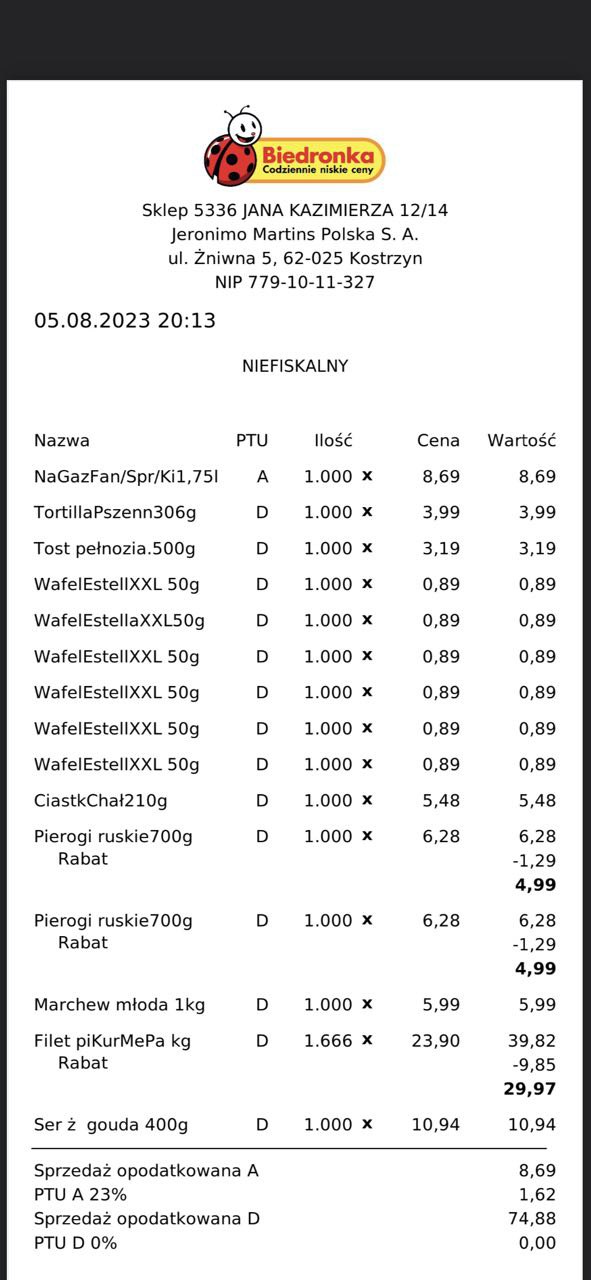 Biedronka
Codziennie niskie ceny
Sklep 5336 JANA KAZIMIERZA 12/14
Jeronimo Martins Polska S. A.
ul. Żniwna 5, 62-025 Kostrzyn
NIP 779-10-11-327
05.08.2023 20:13
NIEFISKALNY
Nazwa PTU Ilość Cena Wartość
NaGazFan/Spr/Ki1,75l A 1.000 x 8,69 8,69
TortillaPszenn306g D 1.000 x 3,99 3,99
Tost pełnozia.500g D 1.000 x 3,19 3,19
WafelEstellXXL 50g D 1.000 x 0,89 0,89
WafelEstellaXXL50g D 1.000 x 0,89 0,89
WafelEstellXXL 50g D 1.000 x 0,89 0,89
WafelEstellXXL 50g D 1.000 x 0,89 0,89
WafelEstellXXL 50g D 1.000 x 0,89 0,89
WafelEstellXXL 50g D 1.000 x 0,89 0,89
CiastkChał210g D 1.000 x 5,48 5,48
Pierogi ruskie700g D 1.000 x 6,28 6,28
Rabat -1,29
4,99
Pierogi ruskie700g D 1.000 x 6,28 6,28
Rabat -1,29
4,99
Marchew młoda 1kg D 1.000 x 5,99 5,99
Filet piKurMePa kg D 1.666 x 23,90 39,82
Rabat -9,85
29,97
Ser ż gouda 400g D 1.000 x 10,94 10,94
Sprzedaż opodatkowana A 8,69
PTU A 23% 1,62
Sprzedaż opodatkowana D 74,88
PTU D 0% 0,00